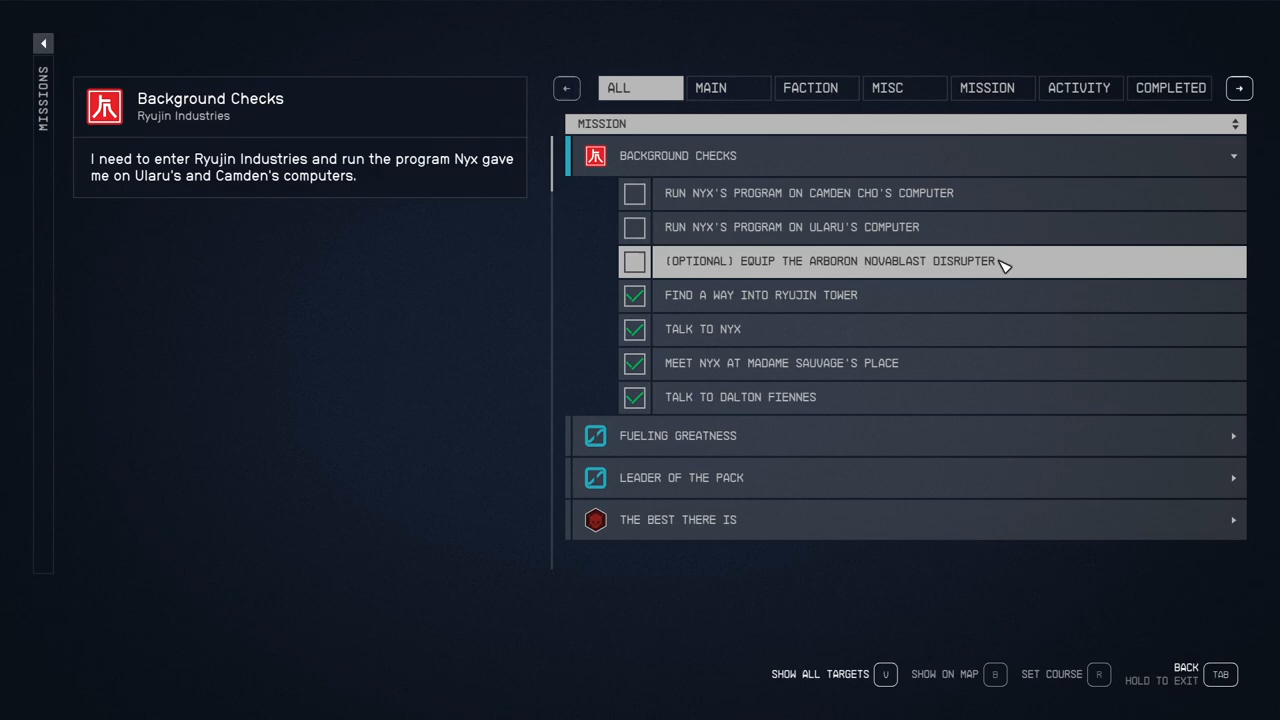 MISSIONS
Background Checks
Ryujin Industries
I need to enter Ryujin Industries and run the program Nyx gave
me on Ularu's and Camden's computers.
ALL
MAIN
FACTION
MISC
MISSION
ACTIVITY
COMPLETED
MISSION
BACKGROUND CHECKS
RUN NYX'S PROGRAM ON CAMDEN CHO'S COMPUTER
RUN NYX'S PROGRAM ON ULARU'S COMPUTER
(OPTIONAL) EQUIP THE ARBORON NOVABLAST DISRUPTER
FIND A WAY INTO RYUJIN TOWER
TALK TO NYX
MEET NYX AT MADAME SAUVAGE'S PLACE
TALK TO DALTON FIENNES
FUELING GREATNESS
LEADER OF THE PACK
THE BEST THERE IS
SHOW ALL TARGETS V
SHOW ON MAP B
SET COURSE R
BACK
HOLD TO EXIT TAB